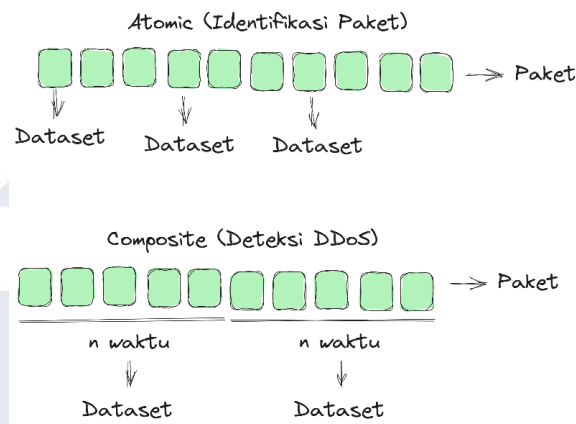 Atomic (Identifikasi Paket)
Paket
Dataset
Dataset
Dataset
Composite (Deteksi DDoS)
Paket
n waktu
n waktu
Dataset
Dataset